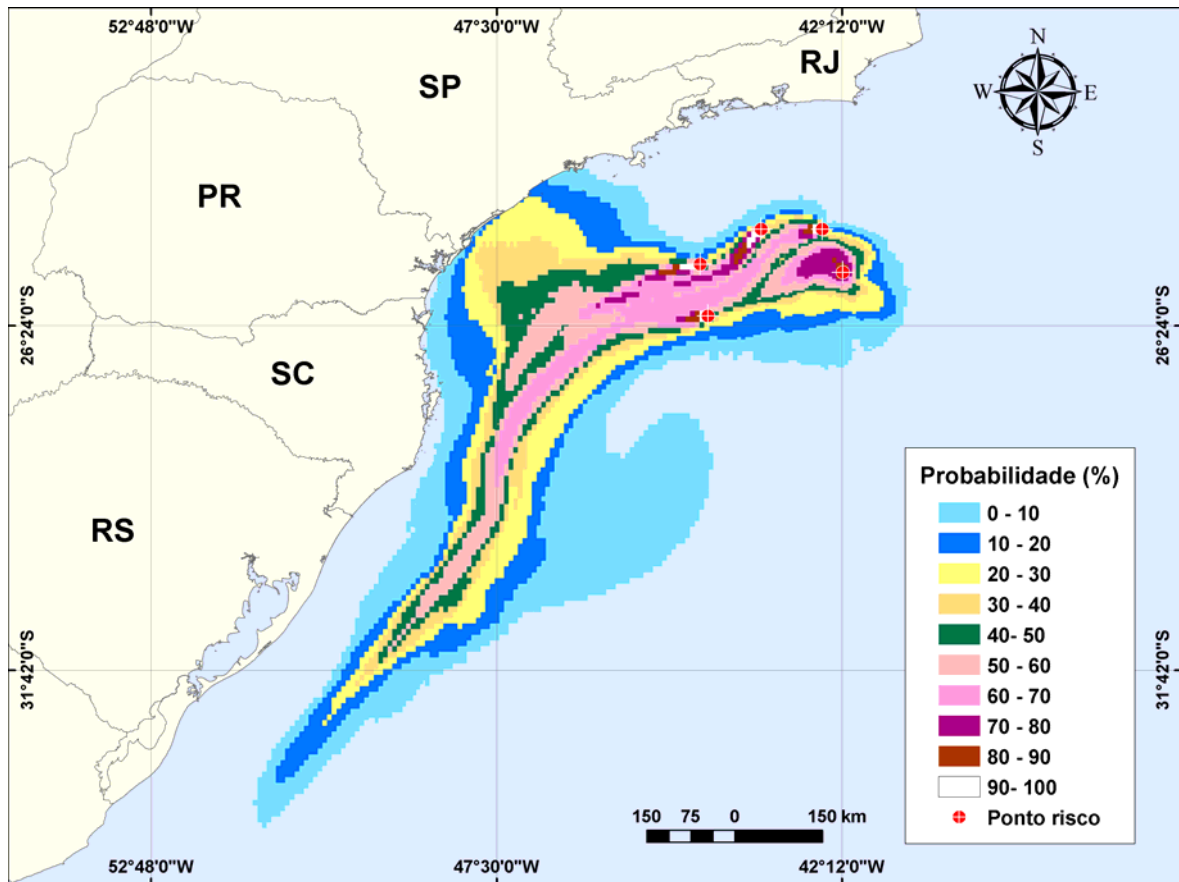 52°48'0"W 47°30'0"W 42°12'0"W
N
W E
S
RJ
SP
PR
SC
RS
26°24'0"S 26°24'0"S
31°42'0"S 31°42'0"S
Probabilidade (%)
0 - 10
10 - 20
20 - 30
30 - 40
40- 50
50 - 60
60 - 70
70 - 80
80 - 90
90- 100
Ponto risco
150 75 0 150 km
52°48'0"W 47°30'0"W 42°12'0"W